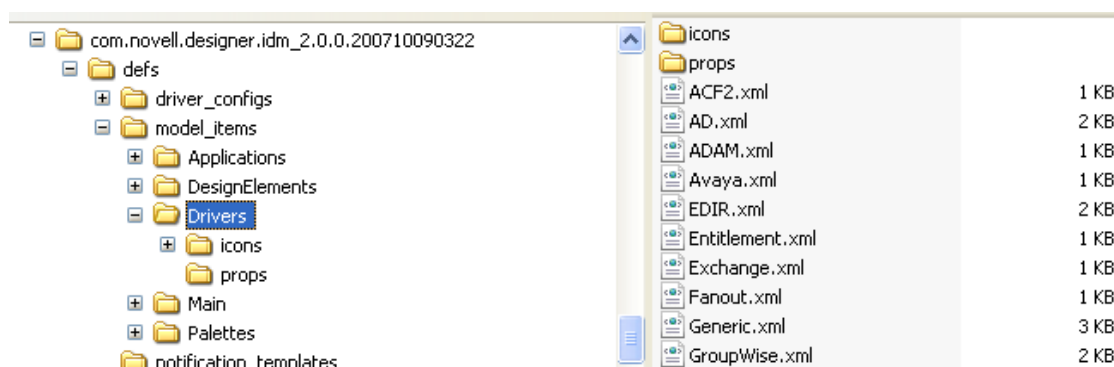 com.novell.designer.idm_2.0.0.200710090322
defs
driver_configs
model_items
Applications
DesignElements
Drivers
icons
props
Main
Palettes
notification_templates
icons
props
ACF2.xml 1 KB
AD.xml 2 KB
ADAM.xml 1 KB
Avaya.xml 1 KB
EDIR.xml 2 KB
Entitlement.xml 1 KB
Exchange.xml 1 KB
Fanout.xml 1 KB
Generic.xml 3 KB
GroupWise.xml 2 KB